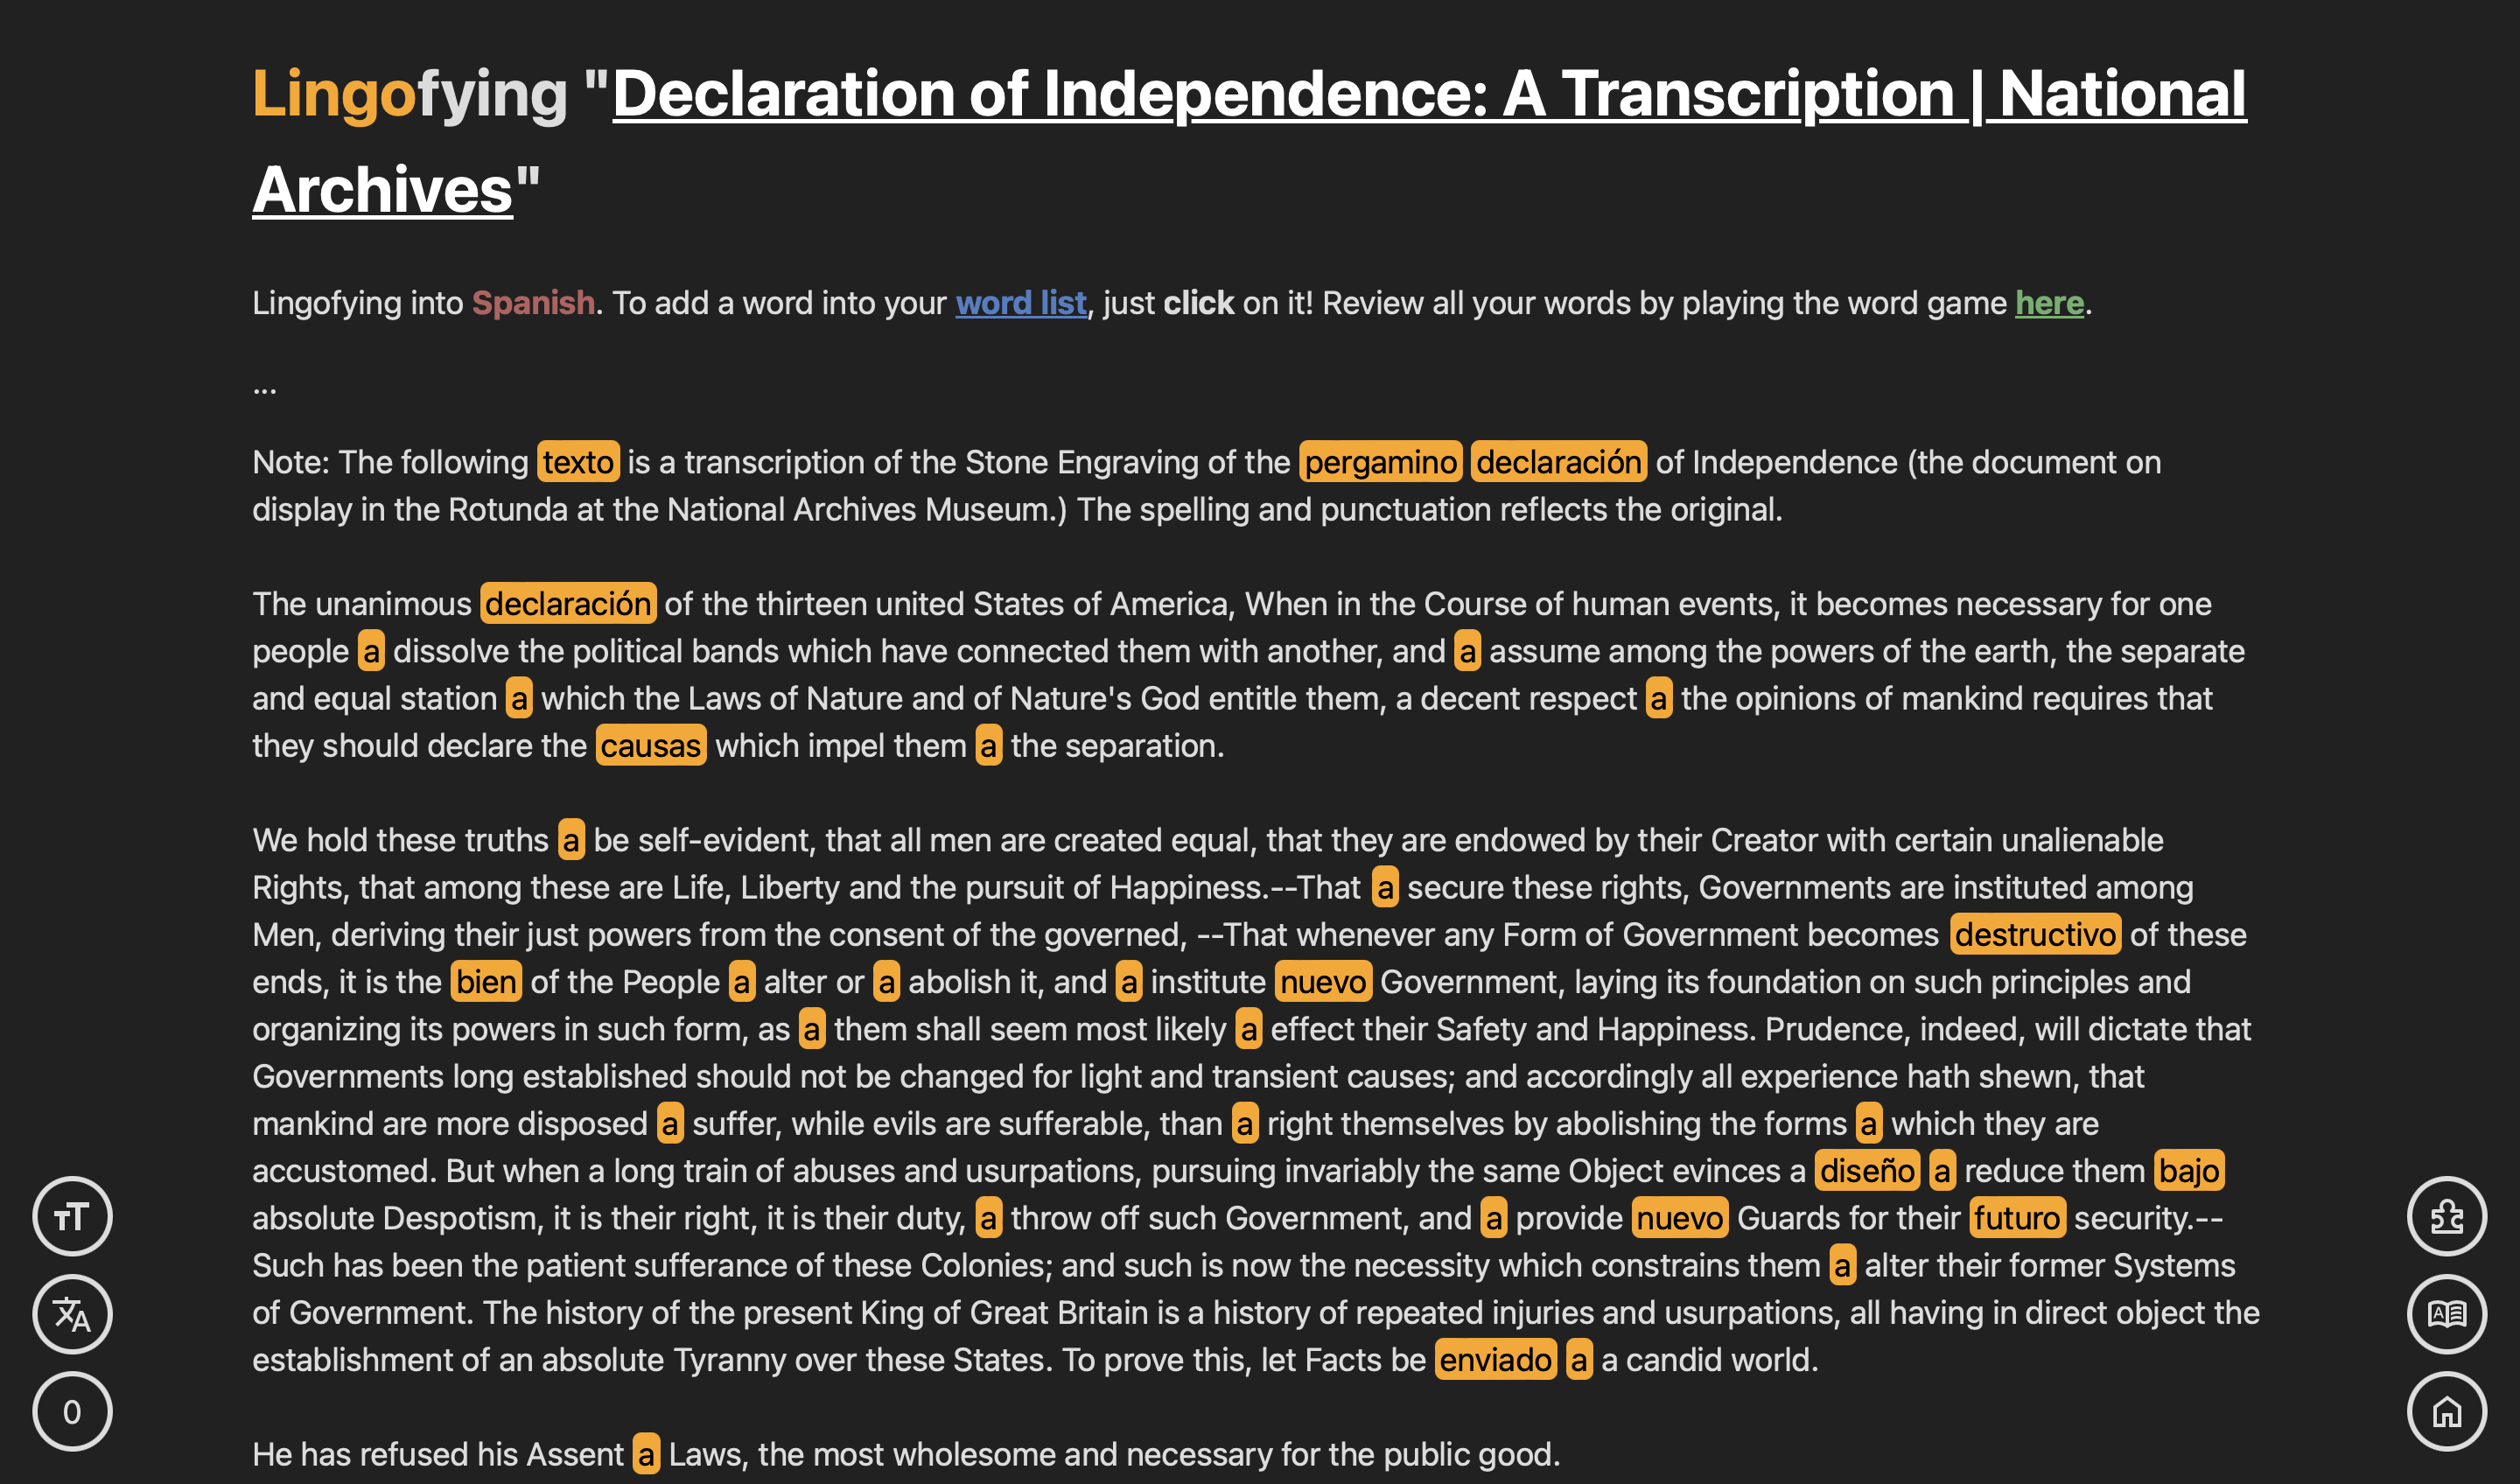 Lingofying "Declaration of Independence: A Transcription | National
Archives"
Lingofying into Spanish. To add a word into your word list, just click on it! Review all your words by playing the word game here.
...
Note: The following texto is a transcription of the Stone Engraving of the pergamino declaración of Independence (the document on
display in the Rotunda at the National Archives Museum.) The spelling and punctuation reflects the original.
The unanimous declaración of the thirteen united States of America, When in the Course of human events, it becomes necessary for one
people a dissolve the political bands which have connected them with another, and a assume among the powers of the earth, the separate
and equal station a which the Laws of Nature and of Nature's God entitle them, a decent respect a the opinions of mankind requires that
they should declare the causas which impel them a the separation.
We hold these truths a be self-evident, that all men are created equal, that they are endowed by their Creator with certain unalienable
Rights, that among these are Life, Liberty and the pursuit of Happiness.--That a secure these rights, Governments are instituted among
Men, deriving their just powers from the consent of the governed, --That whenever any Form of Government becomes destructivo of these
ends, it is the bien of the People a alter or a abolish it, and a institute nuevo Government, laying its foundation on such principles and
organizing its powers in such form, as a them shall seem most likely a effect their Safety and Happiness. Prudence, indeed, will dictate that
Governments long established should not be changed for light and transient causes; and accordingly all experience hath shewn, that
mankind are more disposed a suffer, while evils are sufferable, than a right themselves by abolishing the forms a which they are
accustomed. But when a long train of abuses and usurpations, pursuing invariably the same Object evinces a diseño a reduce them bajo
absolute Despotism, it is their right, it is their duty, a throw off such Government, and a provide nuevo Guards for their futuro security.--
Such has been the patient sufferance of these Colonies; and such is now the necessity which constrains them a alter their former Systems
of Government. The history of the present King of Great Britain is a history of repeated injuries and usurpations, all having in direct object the
establishment of an absolute Tyranny over these States. To prove this, let Facts be enviado a a candid world.
He has refused his Assent a Laws, the most wholesome and necessary for the public good.
0